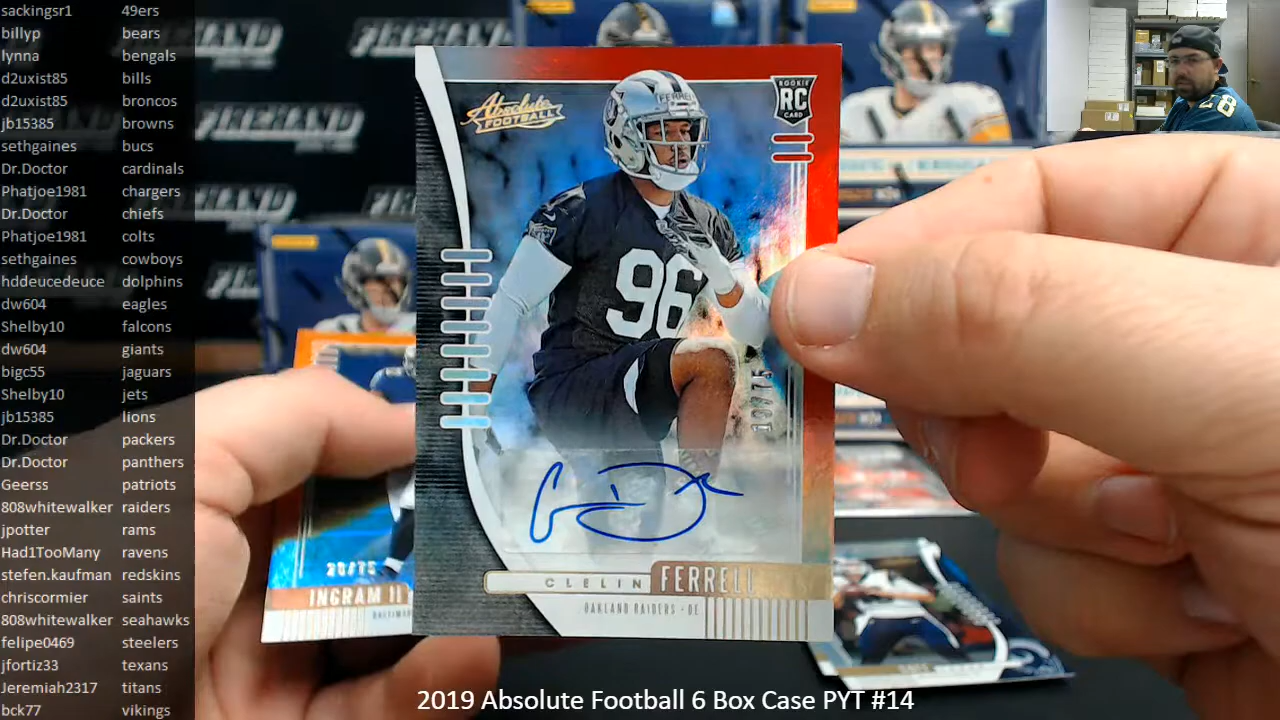 sackingsr1 49ers
billyp bears
lynna bengals
d2uxist85 bills
d2uxist85 broncos
jb15385 browns
sethgaines bucs
Dr.Doctor cardinals
Phatjoe1981 chargers
Dr.Doctor chiefs
Phatjoe1981 colts
sethgaines cowboys
hddeucedeuce dolphins
dw604 eagles
Shelby10 falcons
dw604 giants
bigc55 jaguars
Shelby10 jets
jb15385 lions
Dr.Doctor packers
Dr.Doctor panthers
Geerss patriots
808whitewalker raiders
jpotter rams
Had1TooMany ravens
stefen.kaufman redskins
chriscormier saints
808whitewalker seahawks
felipe0469 steelers
jfortiz33 texans
Jeremiah2317 titans
bck77 vikings
FIREHAND
Absolute
FOOTBALL
ROOKIE
RC
CARD
FERRELL
96
28
CLELIN FERRELL
OAKLAND RAIDERS • DE
INGRAM II
2019 Absolute Football 6 Box Case PYT #14